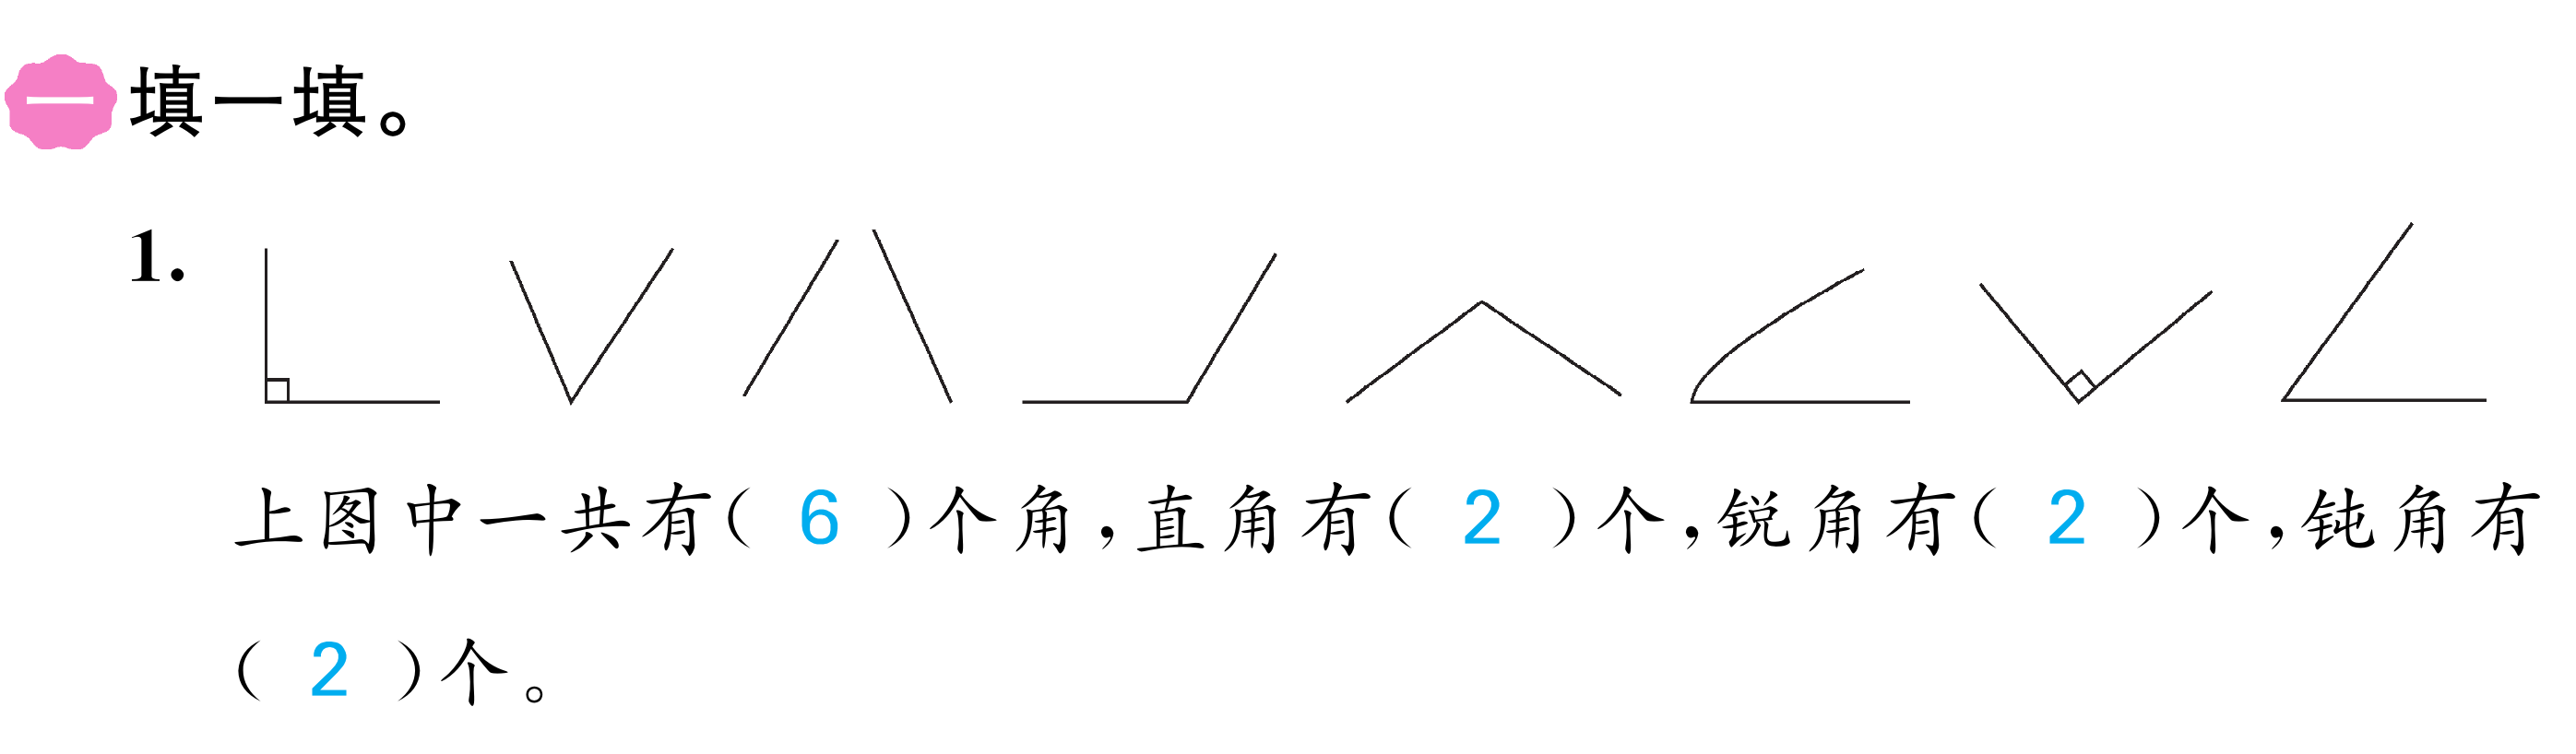 一 填一填。
1.
上图中一共有( 6 )个角,直角有( 2 )个,锐角有( 2 )个,钝角有
( 2 )个。